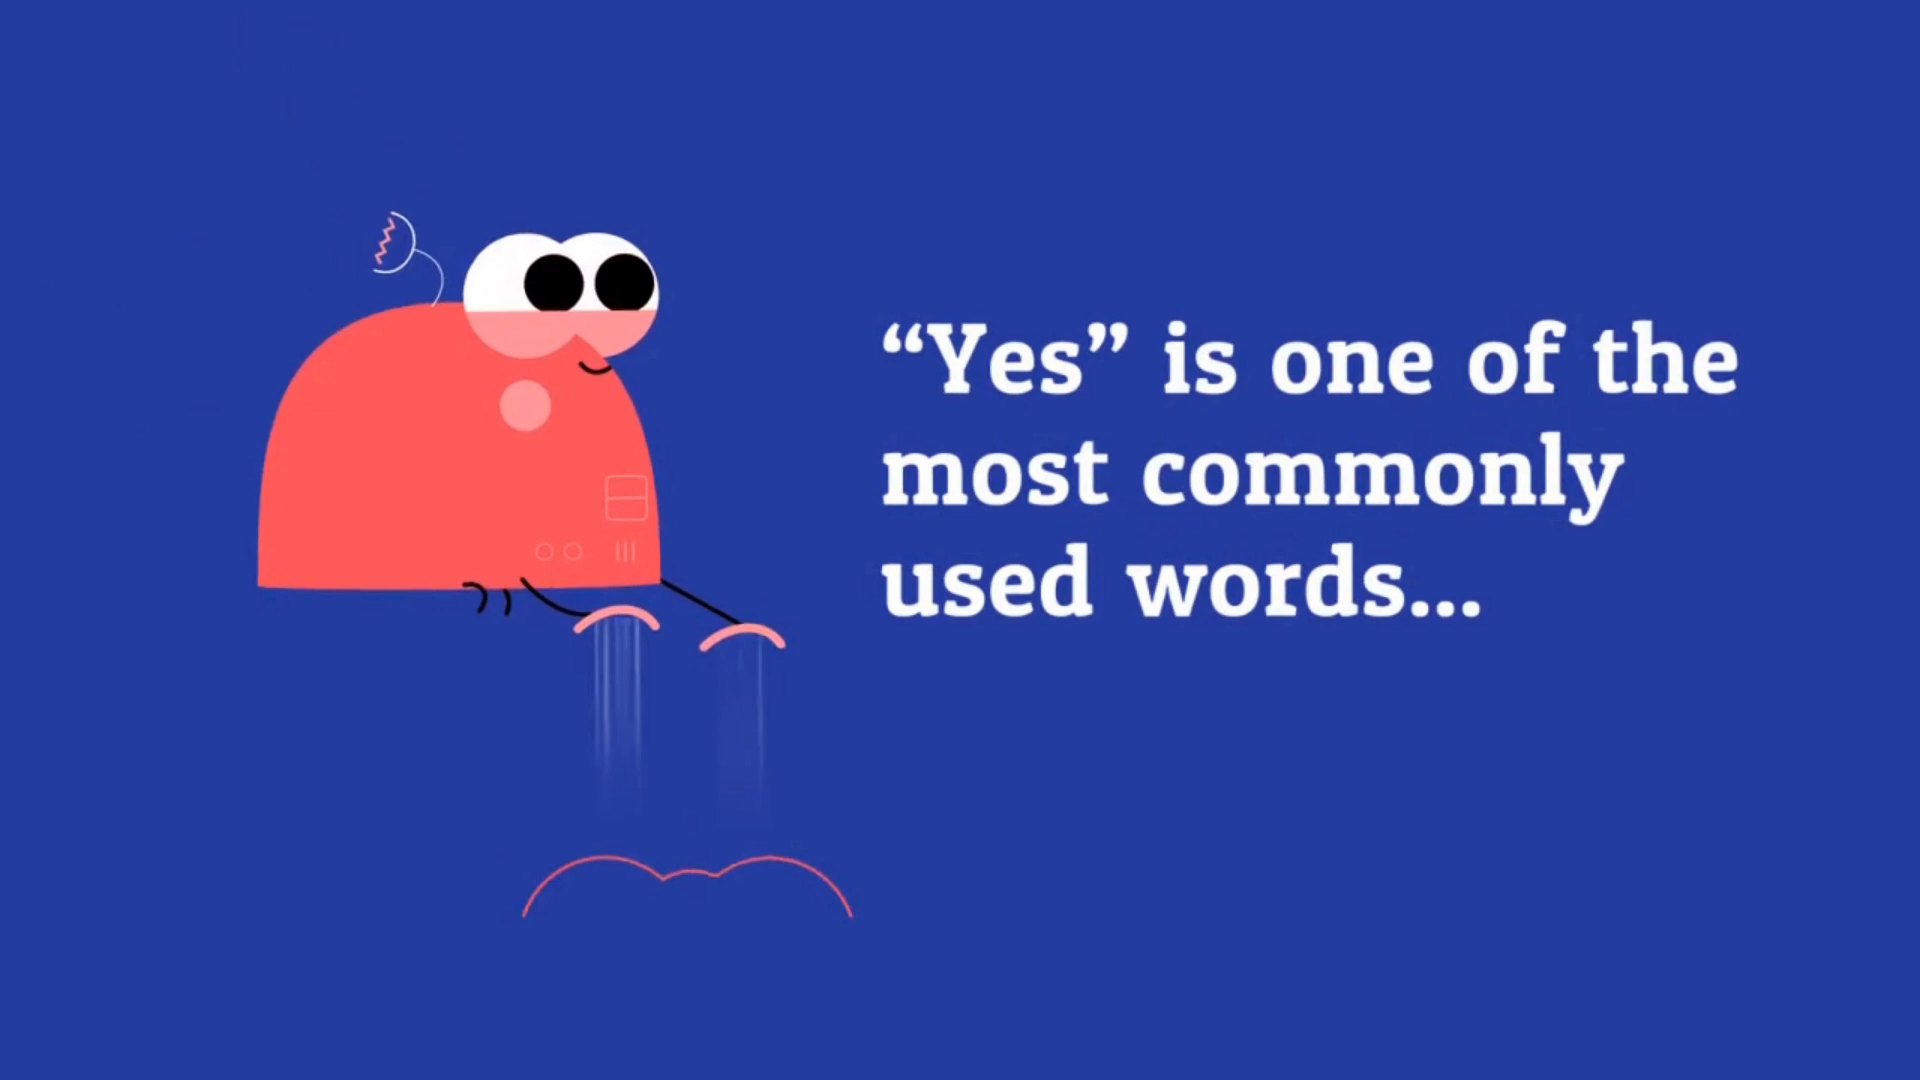 “Yes” is one of the
most commonly
used words...